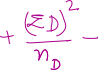 + (ΣD)² / n_D −